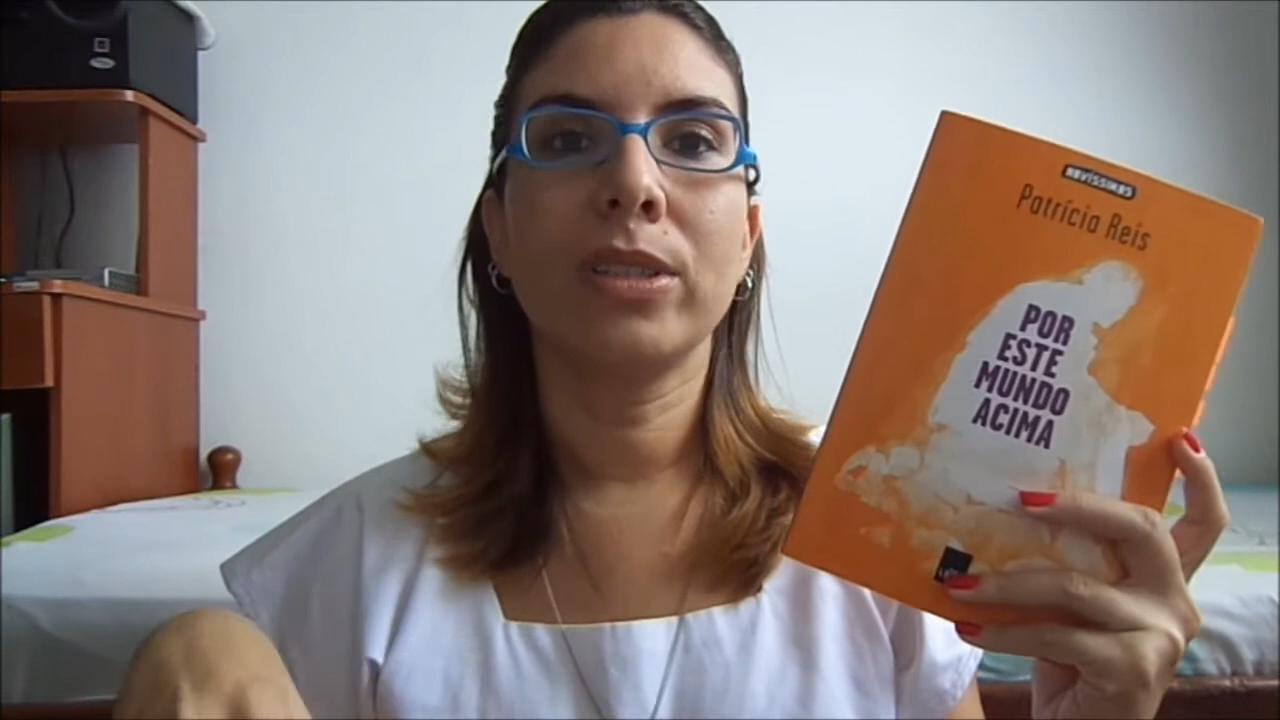 NOVÍSSIMOS
Patrícia Reis
POR
ESTE
MUNDO
ACIMA